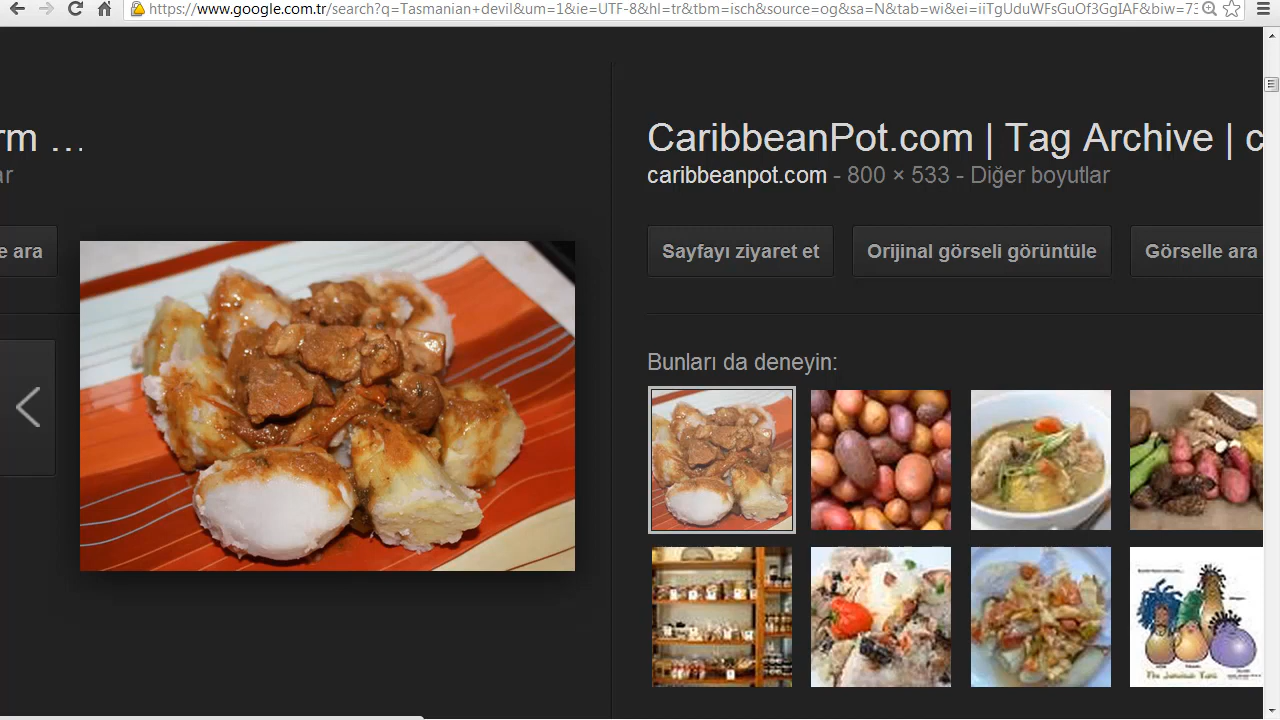 https://www.google.com.tr/search?q=Tasmanian+devil&um=1&ie=UTF-8&hl=tr&tbm=isch&source=og&sa=N&tab=wi&ei=iiTgUduWFsGuOf3GgIAF&biw=73
rm ...
CaribbeanPot.com | Tag Archive | c
ar
caribbeanpot.com - 800 × 533 - Diğer boyutlar
e ara
Sayfayı ziyaret et
Orijinal görseli görüntüle
Görselle ara
Bunları da deneyin: